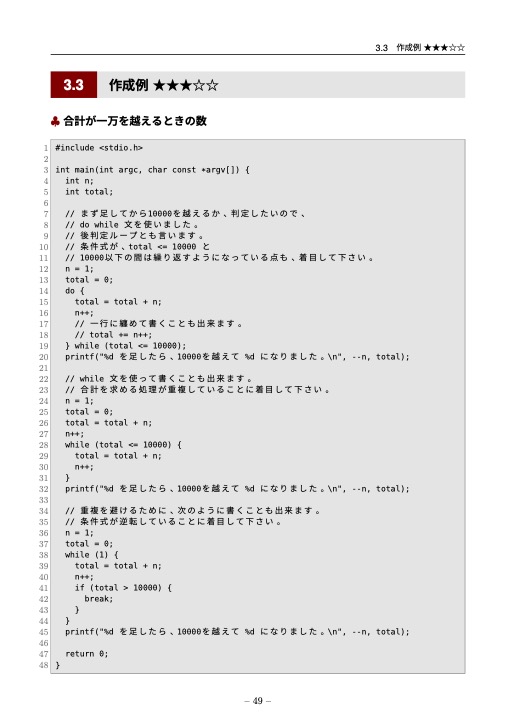 3.3 作成例 ★★★☆☆
3.3 作成例 ★★★☆☆
♣ 合計が一万を越えるときの数
1 #include <stdio.h>
2
3 int main(int argc, char const *argv[]) {
4   int n;
5   int total;
6
7   // まず足してから10000を越えるか、判定したいので、
8   // do while 文を使いました。
9   // 後判定ループとも言います。
10   // 条件式が、total <= 10000 と
11   // 10000以下の間は繰り返すようになっている点も、着目して下さい。
12   n = 1;
13   total = 0;
14   do {
15     total = total + n;
16     n++;
17     // 一行に纏めて書くことも出来ます。
18     // total += n++;
19   } while (total <= 10000);
20   printf("%d を足したら、10000を越えて %d になりました。\n", --n, total);
21
22   // while 文を使って書くことも出来ます。
23   // 合計を求める処理が重複していることに着目して下さい。
24   n = 1;
25   total = 0;
26   total = total + n;
27   n++;
28   while (total <= 10000) {
29     total = total + n;
30     n++;
31   }
32   printf("%d を足したら、10000を越えて %d になりました。\n", --n, total);
33
34   // 重複を避けるために、次のように書くことも出来ます。
35   // 条件式が逆転していることに着目して下さい。
36   n = 1;
37   total = 0;
38   while (1) {
39     total = total + n;
40     n++;
41     if (total > 10000) {
42       break;
43     }
44   }
45   printf("%d を足したら、10000を越えて %d になりました。\n", --n, total);
46
47   return 0;
48 }
– 49 –